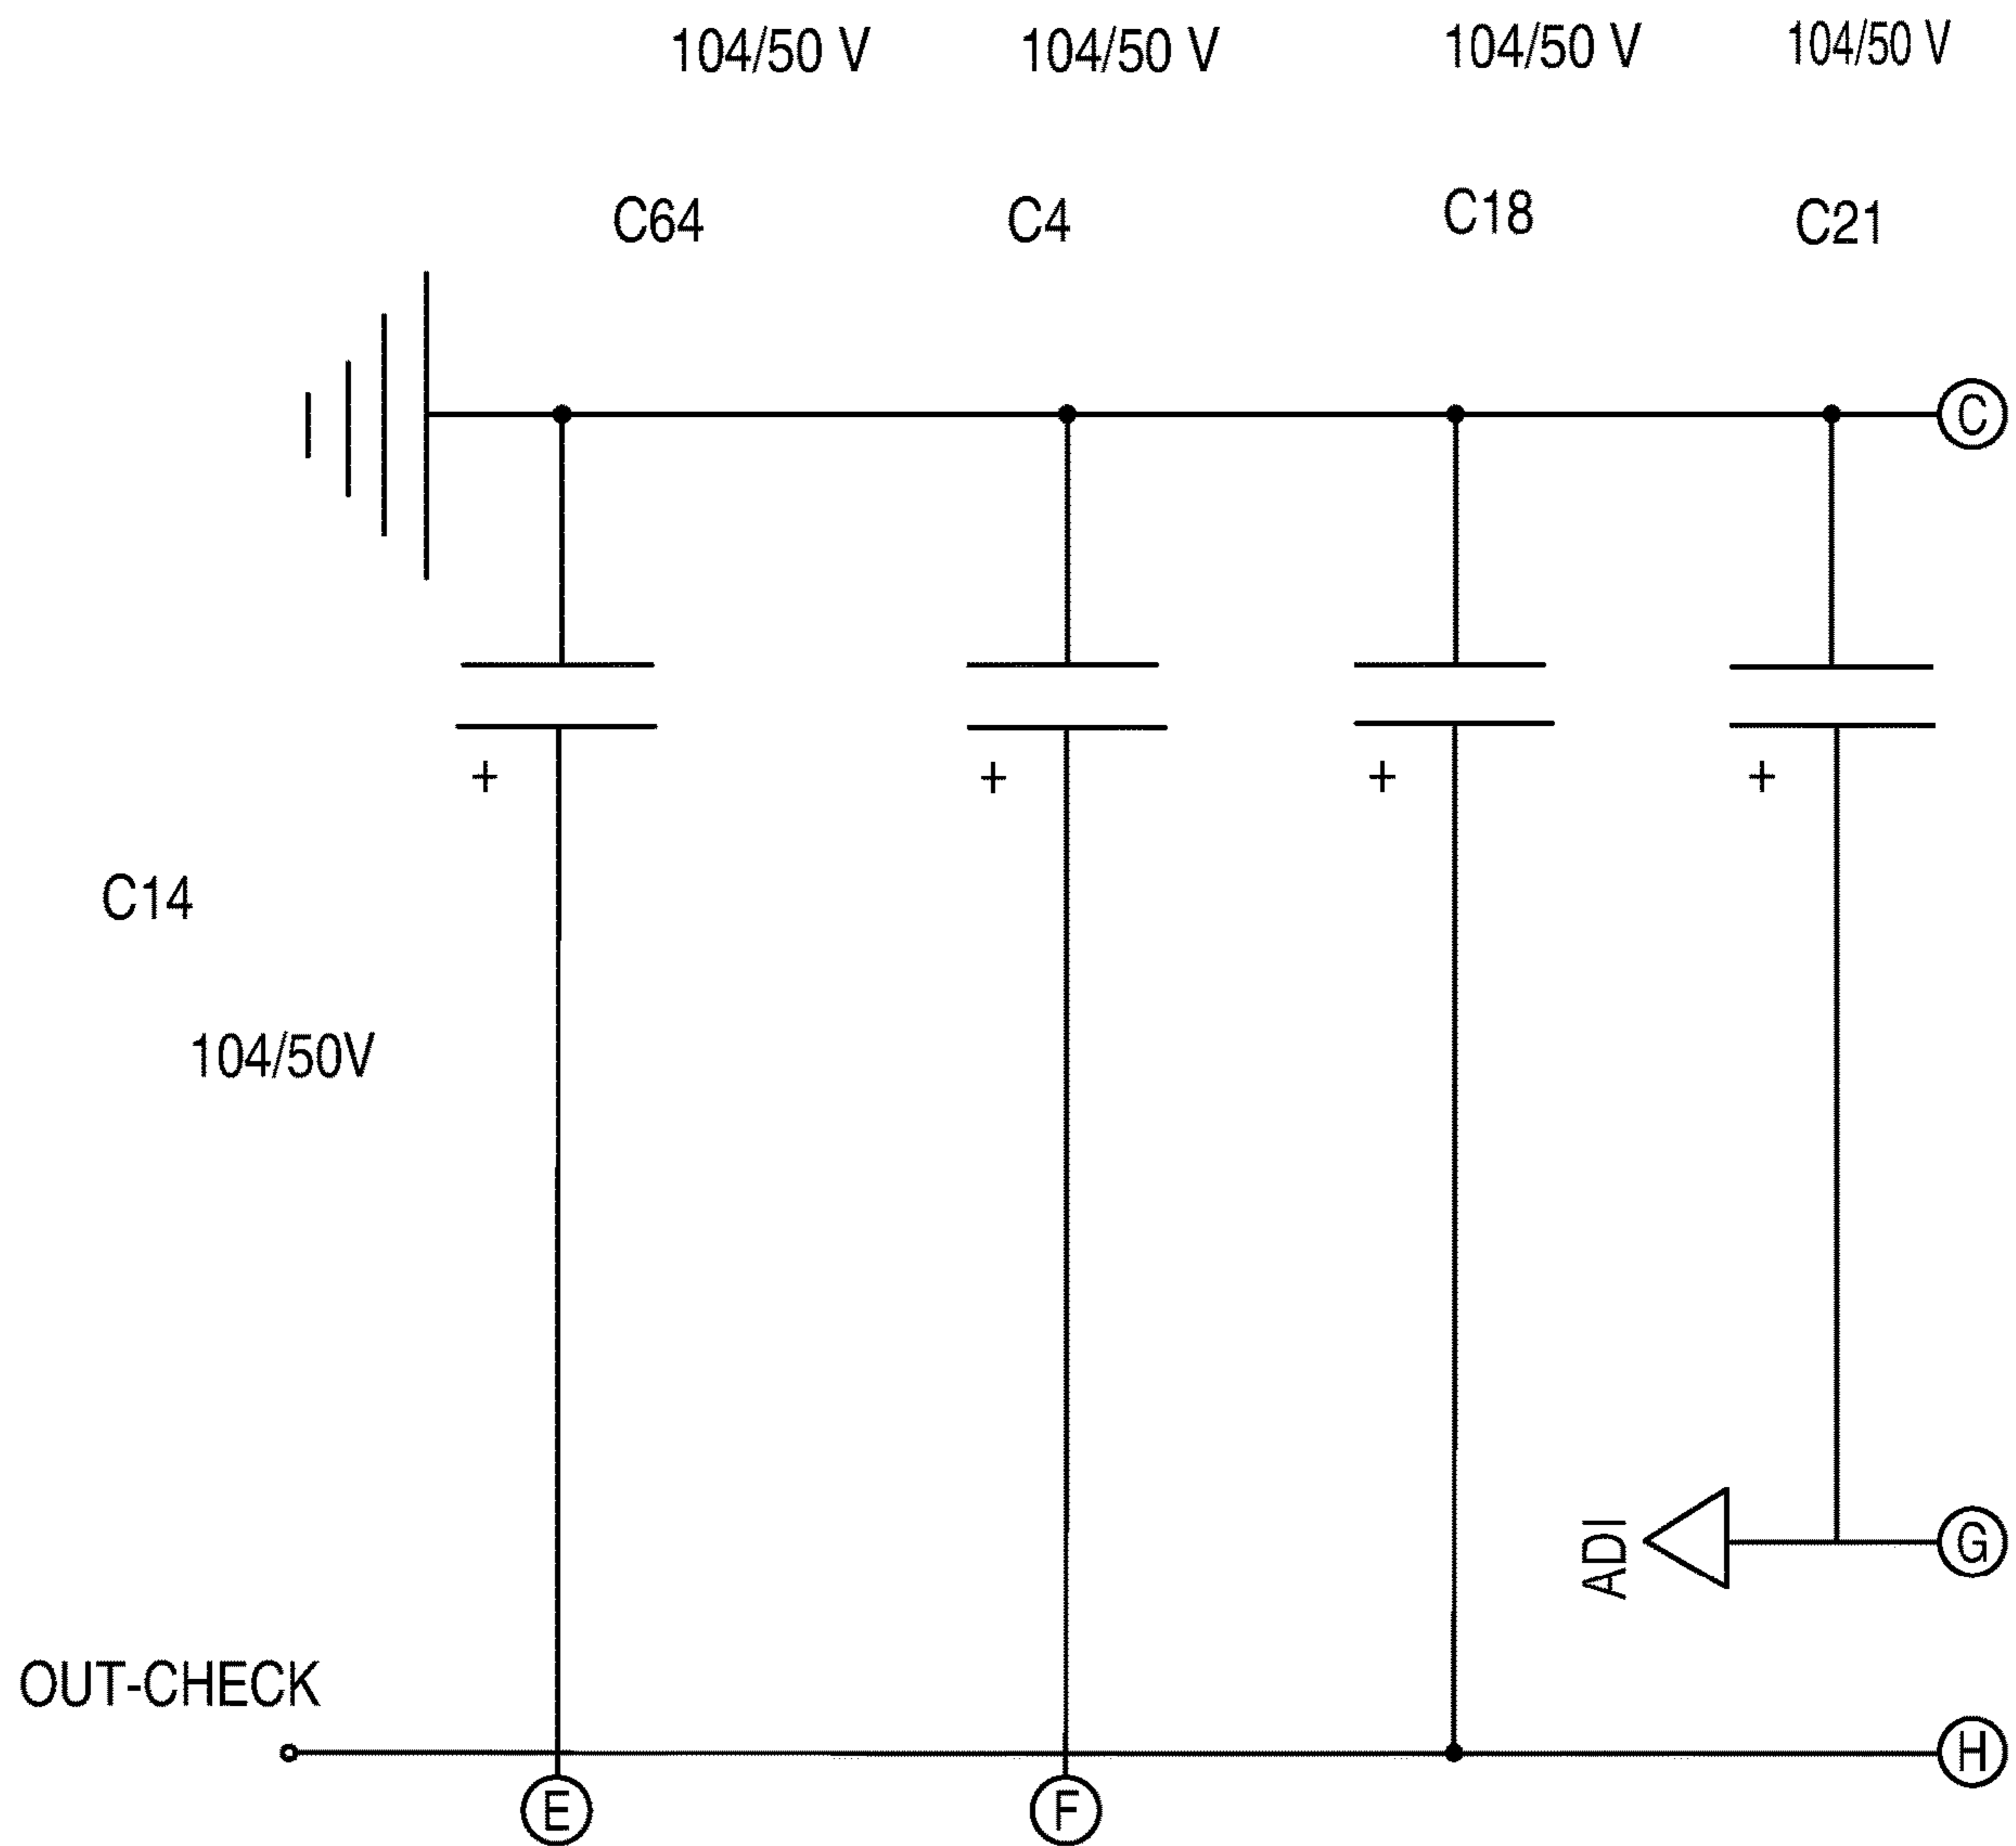 104/50 V
104/50 V
104/50 V
104/50 V
C64
C4
C18
C21
C
+
+
+
+
C14
104/50V
ADI
G
OUT-CHECK
H
E
F